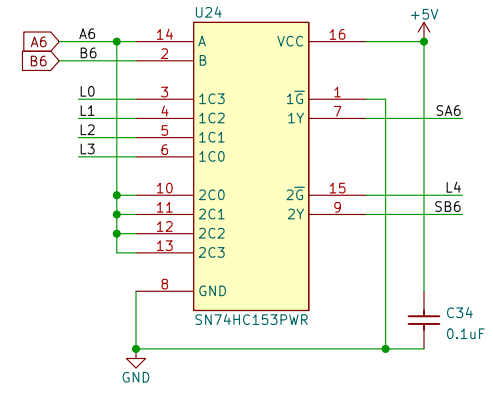 U24
+5V
A6 A6 14 A VCC 16
B6 B6 2 B
L0 3 1C3 1G 1
L1 4 1C2 1Y 7 SA6
L2 5 1C1
L3 6 1C0
10 2C0 2G 15 L4
11 2C1 2Y 9 SB6
12 2C2
13 2C3
8 GND
SN74HC153PWR
C34
0.1uF
GND